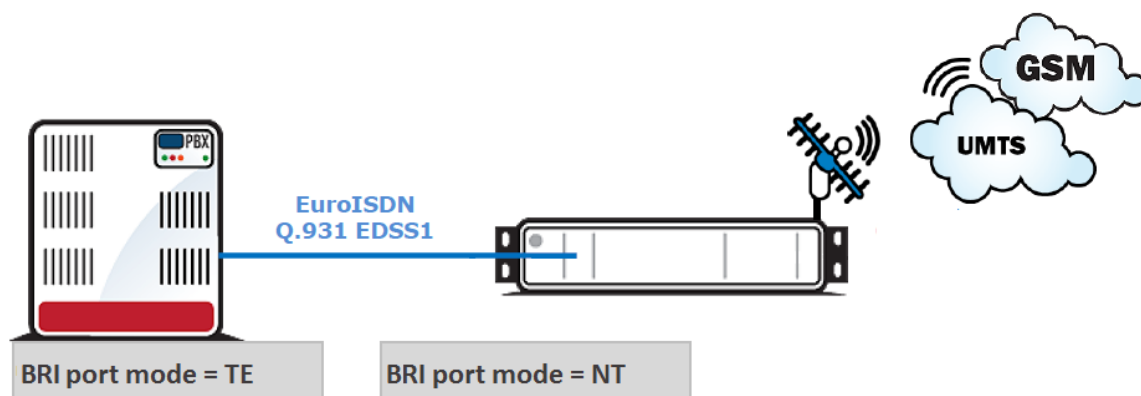 GSM
UMTS
PBX
EuroISDN
Q.931 EDSS1
BRI port mode = TE
BRI port mode = NT